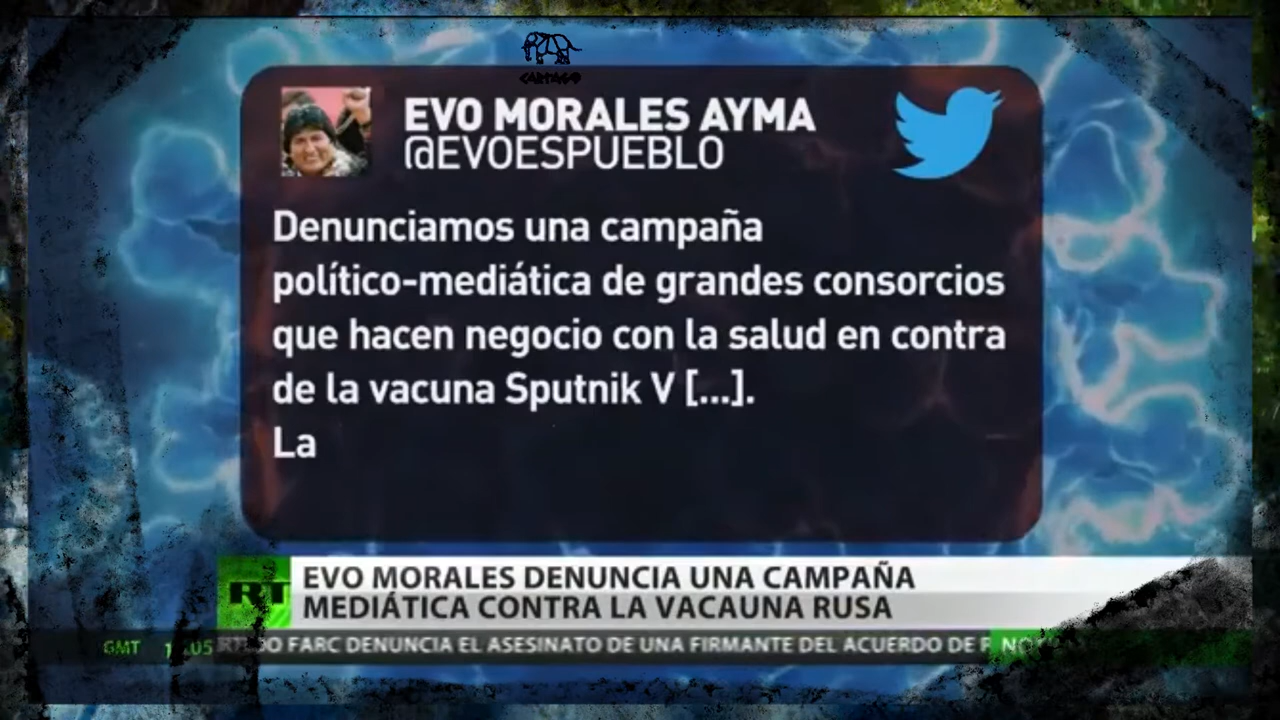 CARTAGO
EVO MORALES AYMA
@EVOESPUEBLO
Denunciamos una campaña
político-mediática de grandes consorcios
que hacen negocio con la salud en contra
de la vacuna Sputnik V [...].
La
RT
EVO MORALES DENUNCIA UNA CAMPAÑA
MEDIÁTICA CONTRA LA VACAUNA RUSA
GMT FARC DENUNCIA EL ASESINATO DE UNA FIRMANTE DEL ACUERDO DE